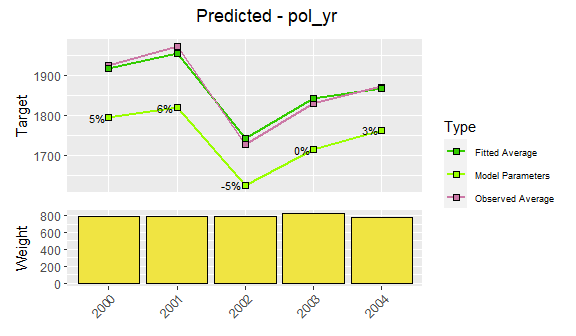 Predicted - pol_yr
Target
1900
1800
1700
5%
6%
-5%
0%
3%
Type
Fitted Average
Model Parameters
Observed Average
Weight
800
600
400
200
0
2000
2001
2002
2003
2004